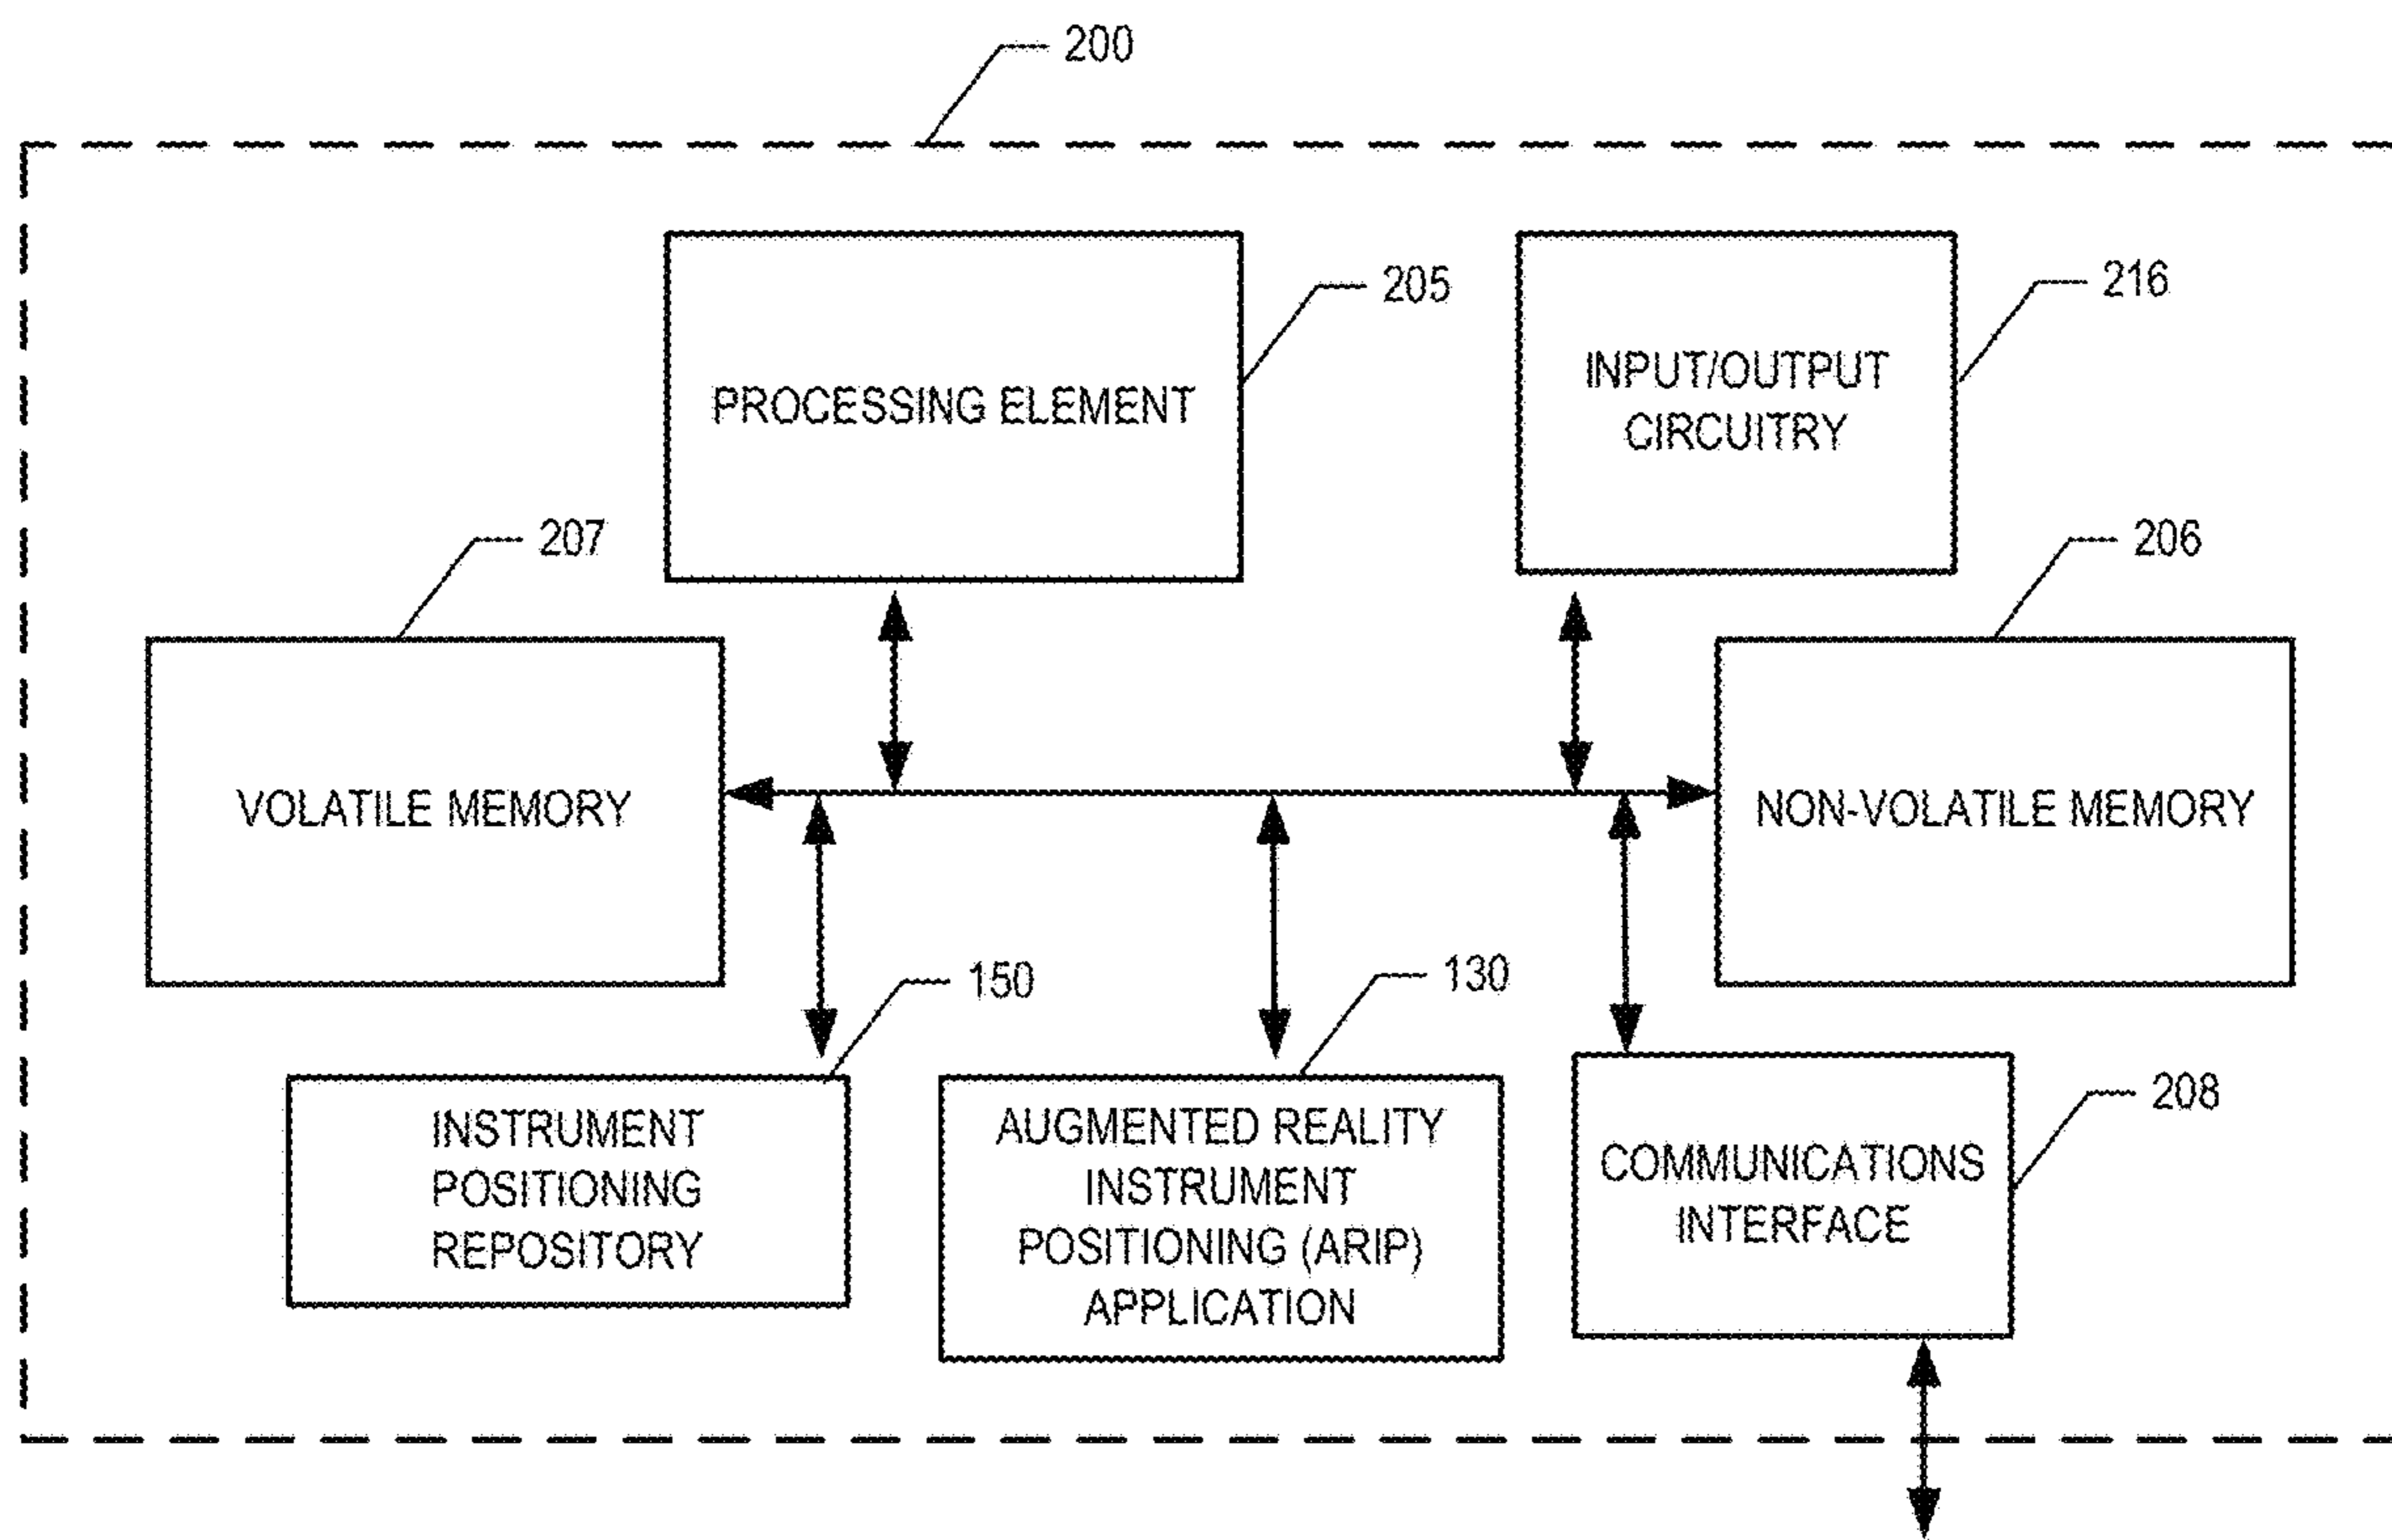 200
PROCESSING ELEMENT
205
INPUT/OUTPUT
CIRCUITRY
216
207
VOLATILE MEMORY
206
NON-VOLATILE MEMORY
150
INSTRUMENT
POSITIONING
REPOSITORY
130
AUGMENTED REALITY
INSTRUMENT
POSITIONING (ARIP)
APPLICATION
208
COMMUNICATIONS
INTERFACE